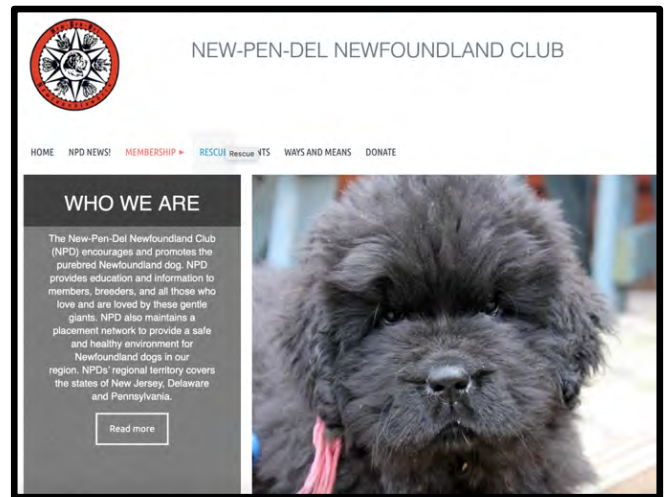 NEW-PEN-DEL NEWFOUNDLAND CLUB
HOME NPD NEWS! MEMBERSHIP ▸ RESCUE Rescue NTS WAYS AND MEANS DONATE
WHO WE ARE
The New-Pen-Del Newfoundland Club
(NPD) encourages and promotes the
purebred Newfoundland dog. NPD
provides education and information to
members, breeders, and all those who
love and are loved by these gentle
giants. NPD also maintains a
placement network to provide a safe
and healthy environment for
Newfoundland dogs in our
region. NPDs' regional territory covers
the states of New Jersey, Delaware
and Pennsylvania.
Read more